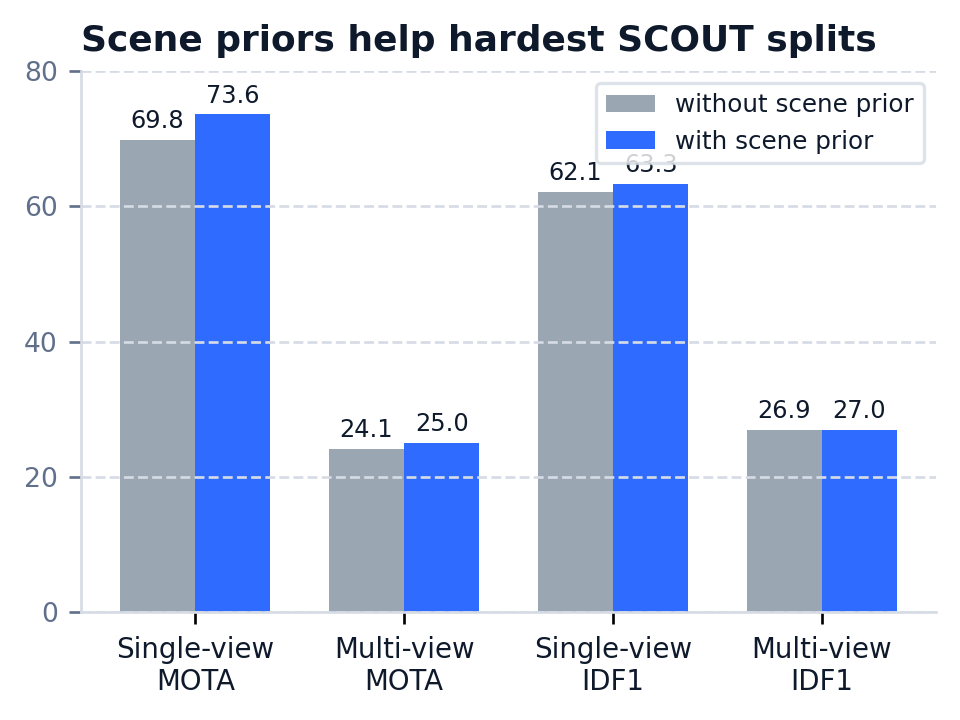 Scene priors help hardest SCOUT splits
80
60
40
20
0
without scene prior
with scene prior
69.8
73.6
24.1
25.0
62.1
63.3
26.9
27.0
Single-view
MOTA
Multi-view
MOTA
Single-view
IDF1
Multi-view
IDF1